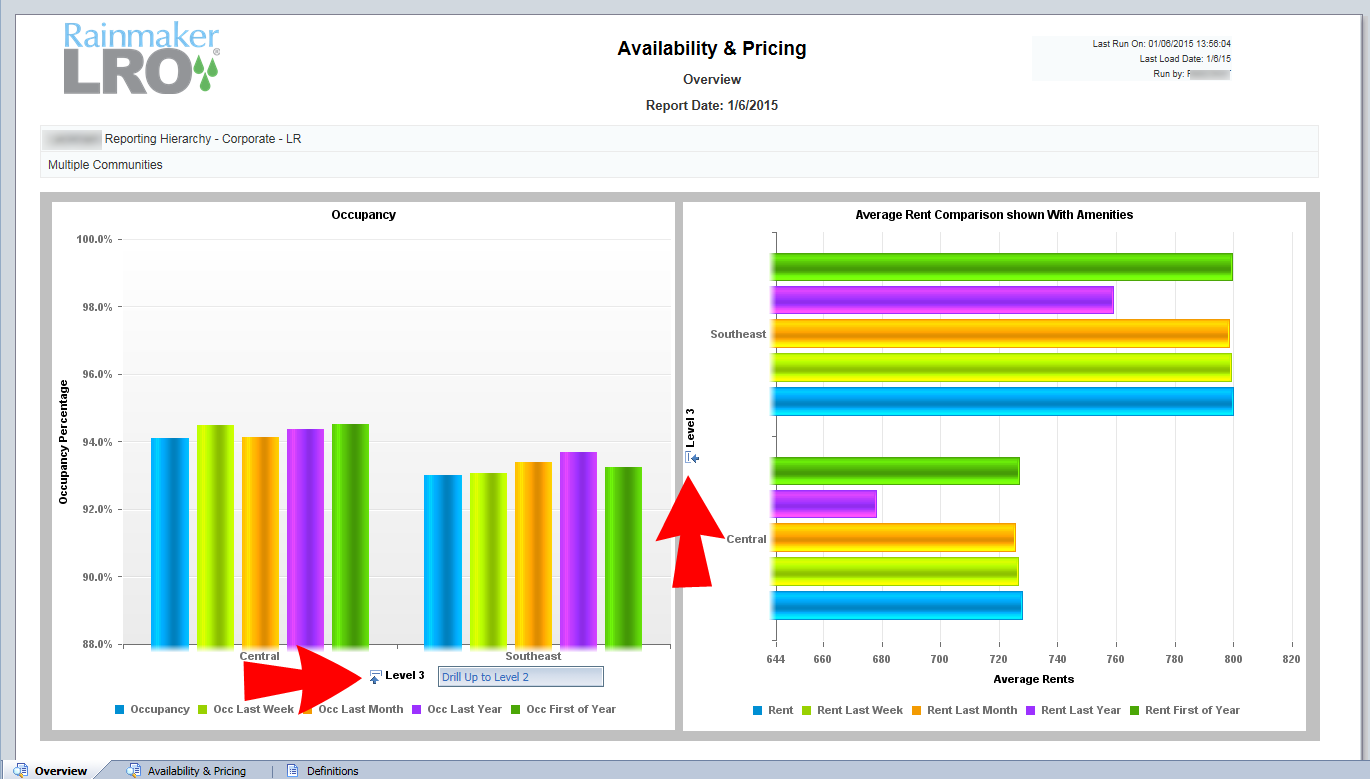 Rainmaker
LRO®
Availability & Pricing
Overview
Report Date: 1/6/2015
Last Run On: 01/06/2015 13:56:04
Last Load Date: 1/6/15
Run by:
Reporting Hierarchy - Corporate - LR
Multiple Communities
Occupancy
100.0%
98.0%
96.0%
94.0%
92.0%
90.0%
88.0%
Occupancy Percentage
Central
Southeast
Level 3
Drill Up to Level 2
Occupancy
Occ Last Week
Occ Last Month
Occ Last Year
Occ First of Year
Average Rent Comparison shown With Amenities
Level 3
Southeast
Central
644 660 680 700 720 740 760 780 800 820
Average Rents
Rent
Rent Last Week
Rent Last Month
Rent Last Year
Rent First of Year
Overview
Availability & Pricing
Definitions